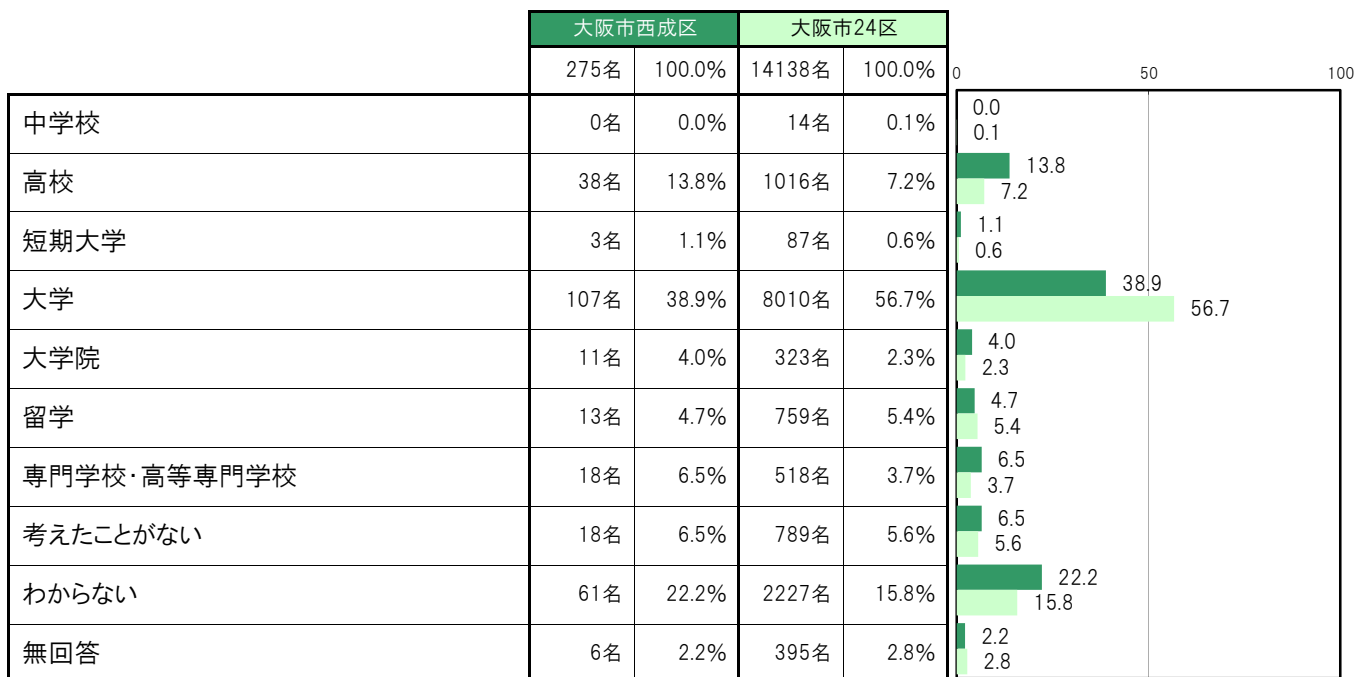 大阪市西成区 大阪市24区
275名 100.0% 14138名 100.0% 0 50 100
中学校 0名 0.0% 14名 0.1% 0.0 0.1
高校 38名 13.8% 1016名 7.2% 13.8 7.2
短期大学 3名 1.1% 87名 0.6% 1.1 0.6
大学 107名 38.9% 8010名 56.7% 38.9 56.7
大学院 11名 4.0% 323名 2.3% 4.0 2.3
留学 13名 4.7% 759名 5.4% 4.7 5.4
専門学校・高等専門学校 18名 6.5% 518名 3.7% 6.5 3.7
考えたことがない 18名 6.5% 789名 5.6% 6.5 5.6
わからない 61名 22.2% 2227名 15.8% 22.2 15.8
無回答 6名 2.2% 395名 2.8% 2.2 2.8